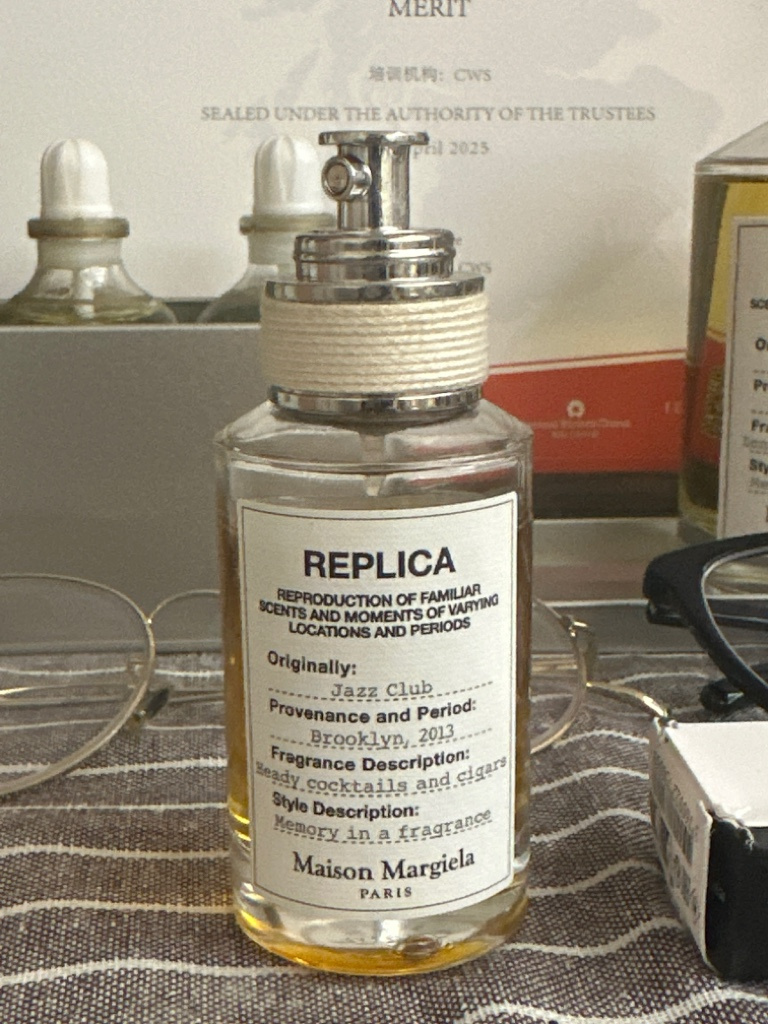 MERIT
培训机构: CWS
SEALED UNDER THE AUTHORITY OF THE TRUSTEES
pril 2025
CWS
REPLICA
REPRODUCTION OF FAMILIAR
SCENTS AND MOMENTS OF VARYING
LOCATIONS AND PERIODS
Originally:
Jazz Club
Provenance and Period:
Brooklyn, 2013
Fragrance Description:
Heady cocktails and cigars
Style Description:
Memory in a fragrance
Maison Margiela
PARIS